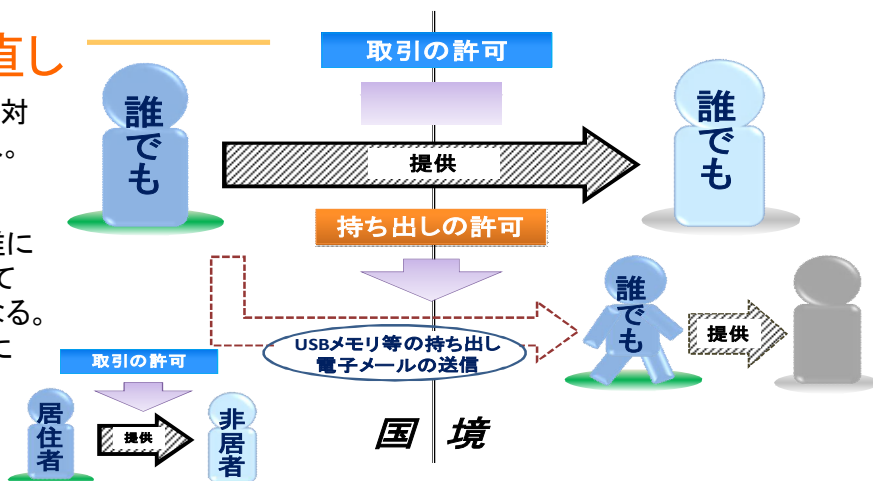 直し
対
。
に
て
なる。
に
取引の許可
誰でも
提供
誰でも
持ち出しの許可
USBメモリ等の持ち出し
電子メールの送信
誰でも
提供
取引の許可
居住者
提供
非居者
国 境